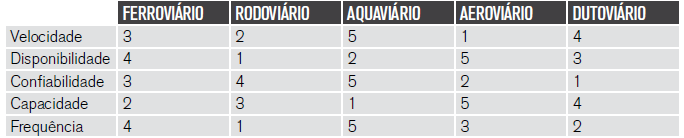 FERROVIÁRIO RODOVIÁRIO AQUAVIÁRIO AEROVIÁRIO DUTOVIÁRIO
Velocidade 3 2 5 1 4
Disponibilidade 4 1 2 5 3
Confiabilidade 3 4 5 2 1
Capacidade 2 3 1 5 4
Frequência 4 1 5 3 2